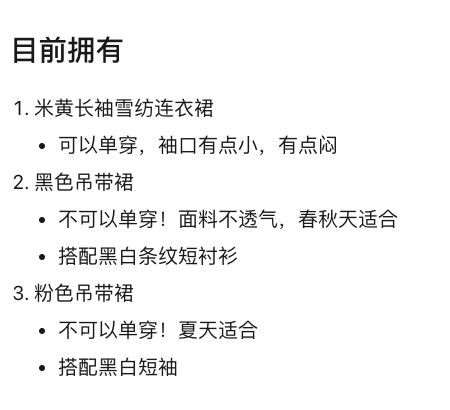 目前拥有
1. 米黄长袖雪纺连衣裙
• 可以单穿，袖口有点小，有点闷
2. 黑色吊带裙
• 不可以单穿！面料不透气，春秋天适合
• 搭配黑白条纹短衬衫
3. 粉色吊带裙
• 不可以单穿！夏天适合
• 搭配黑白短袖